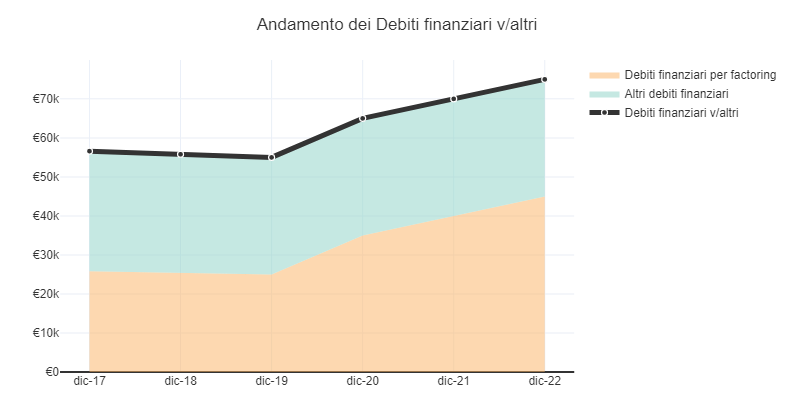 Andamento dei Debiti finanziari v/altri
Debiti finanziari per factoring
Altri debiti finanziari
Debiti finanziari v/altri
€70k
€60k
€50k
€40k
€30k
€20k
€10k
€0
dic-17 dic-18 dic-19 dic-20 dic-21 dic-22